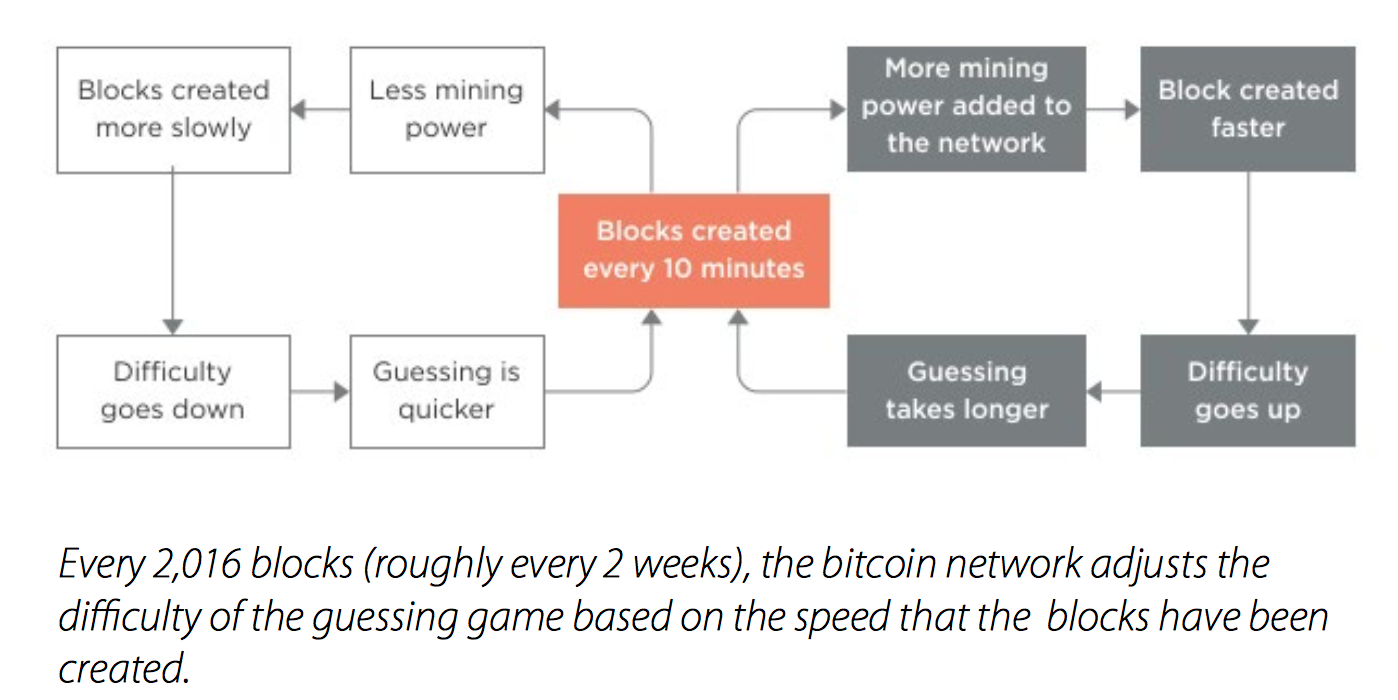 Blocks created
more slowly
Less mining
power
More mining
power added to
the network
Block created
faster
Blocks created
every 10 minutes
Difficulty
goes down
Guessing is
quicker
Guessing
takes longer
Difficulty
goes up
Every 2,016 blocks (roughly every 2 weeks), the bitcoin network adjusts the
difficulty of the guessing game based on the speed that the blocks have been
created.